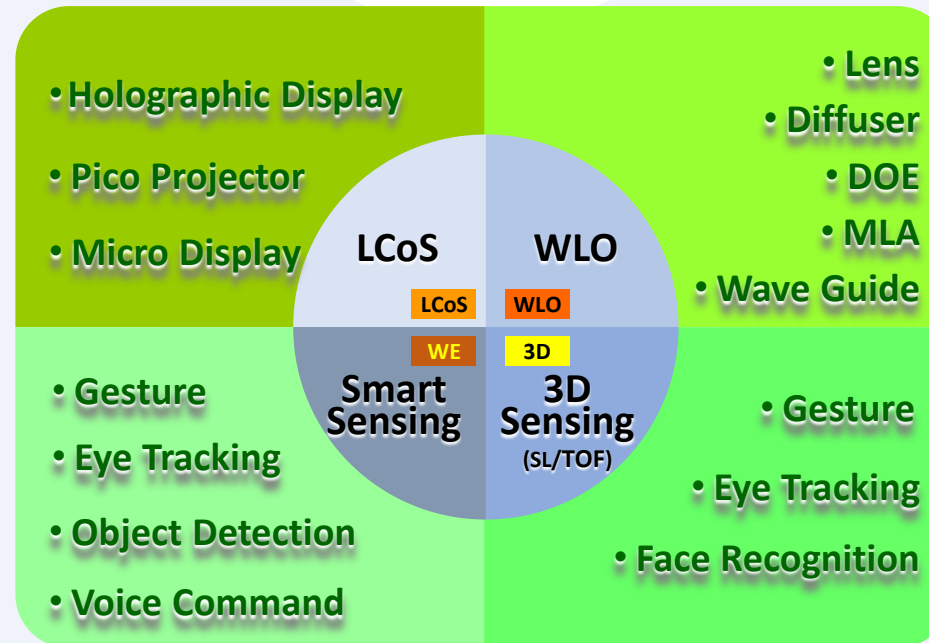 • Holographic Display
• Pico Projector
• Micro Display
• Lens
• Diffuser
• DOE
• MLA
• Wave Guide
LCoS
WLO
LCoS
WLO
WE
3D
Smart
Sensing
3D
Sensing
(SL/TOF)
• Gesture
• Eye Tracking
• Object Detection
• Voice Command
• Gesture
• Eye Tracking
• Face Recognition